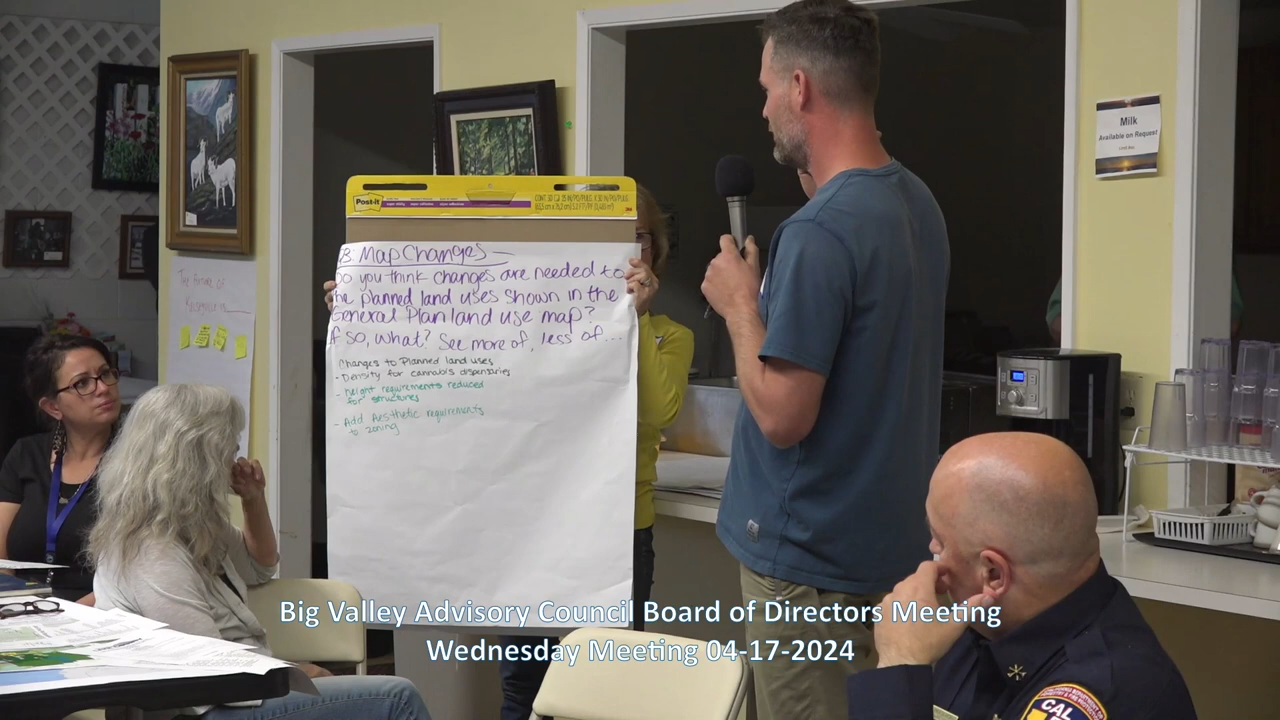 Milk
Available on Request
Post-it
3: Map Changes —
Do you think changes are needed to
the planned land uses shown in the
General Plan land use map?
If so, what? See more of, less of...
Changes to Planned land uses
- Density for cannabis dispensaries
- height requirements reduced
for structures
- Add Aesthetic requirements
to zoning
Big Valley Advisory Council Board of Directors Meeting
Wednesday Meeting 04-17-2024
CAL